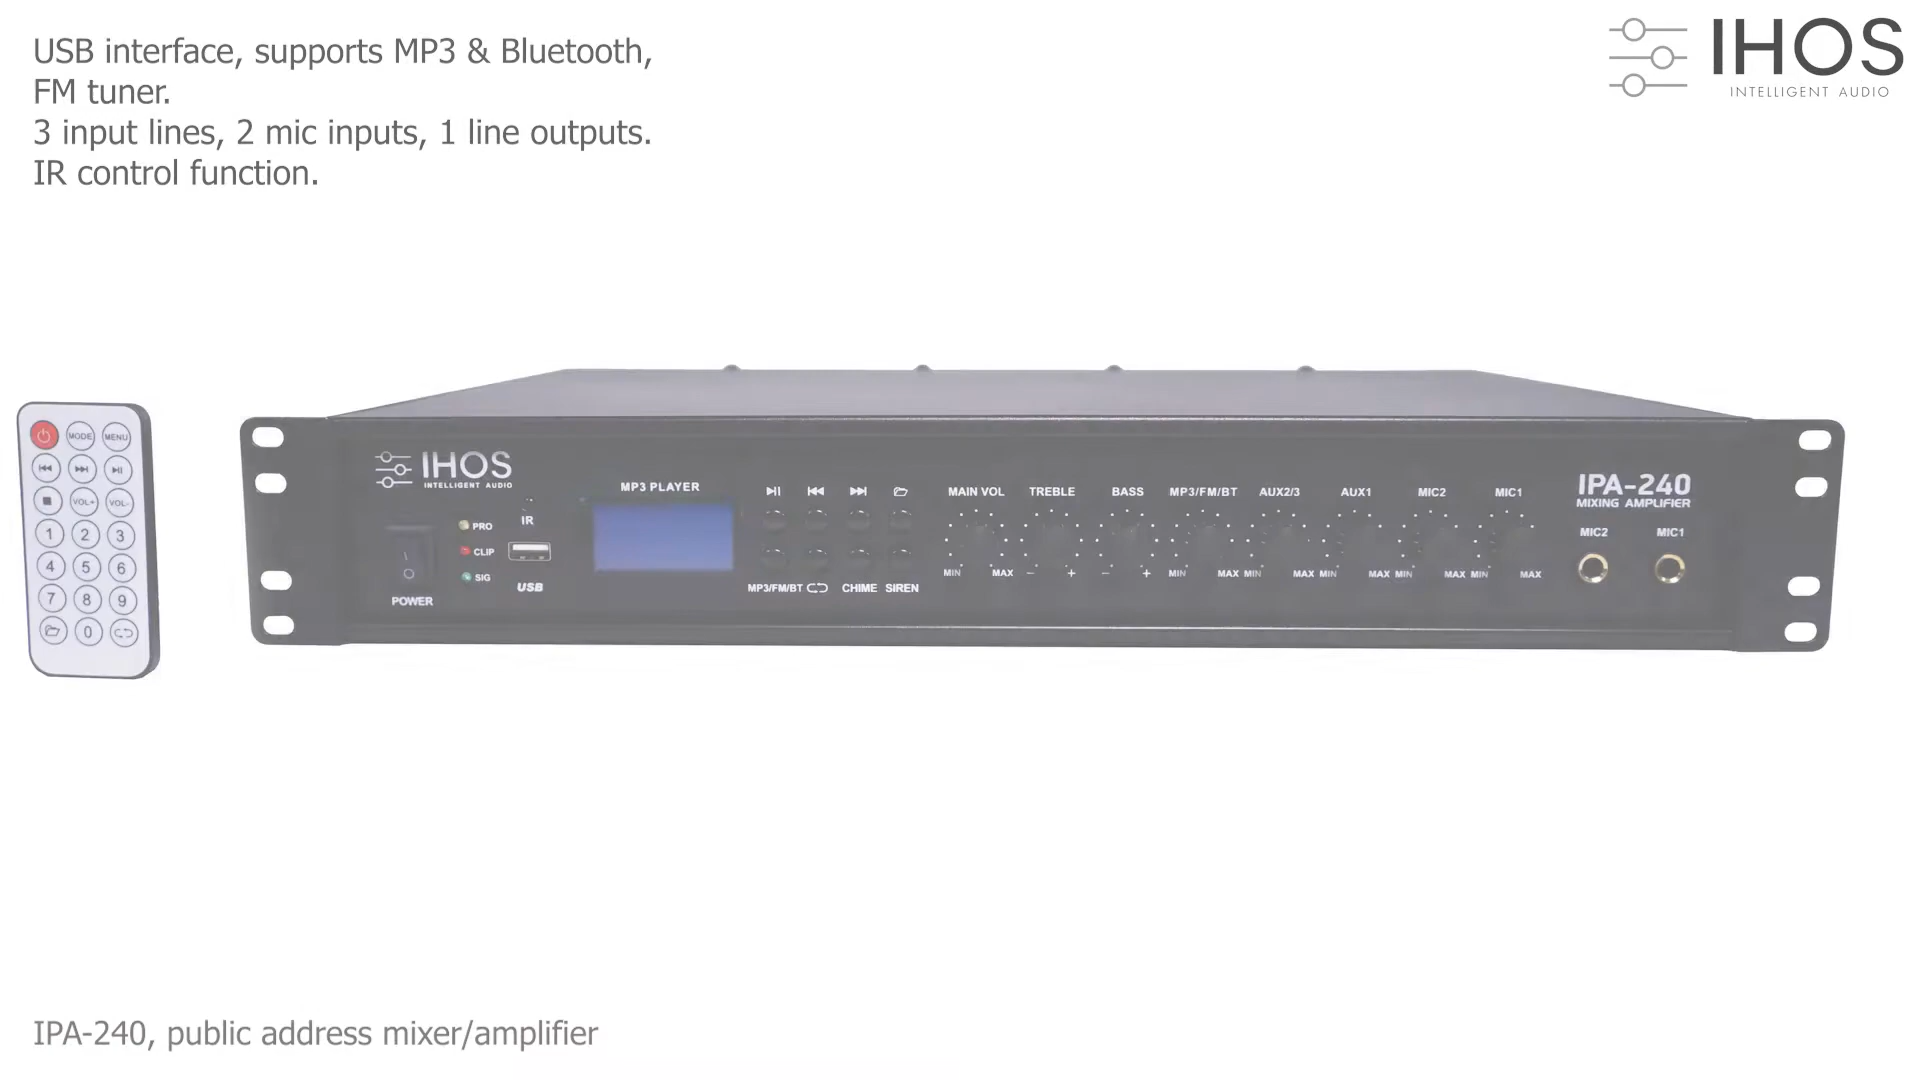 USB interface, supports MP3 & Bluetooth,
FM tuner.
3 input lines, 2 mic inputs, 1 line outputs.
IR control function.
IHOS
INTELLIGENT AUDIO
MODE MENU
VOL+ VOL-
1 2 3
4 5 6
7 8 9
0
IHOS
INTELLIGENT AUDIO
POWER
PRO
CLIP
SIG
IR
USB
MP3 PLAYER
MP3/FM/BT CHIME SIREN
MAIN VOL TREBLE BASS MP3/FM/BT AUX2/3 AUX1 MIC2 MIC1
MIN MAX - + - + MIN MAX MIN MAX MIN MAX MIN MAX MIN MAX
IPA-240
MIXING AMPLIFIER
MIC2 MIC1
IPA-240, public address mixer/amplifier